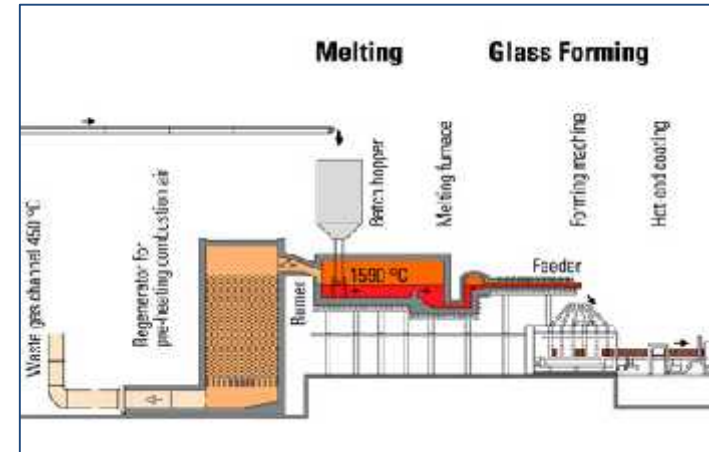 Melting
Glass Forming
Waste gas channel 450 °C
Regenerator for
pre-heating combustion air
Burner
Batch hopper
Melting furnace
Forming machine
Hot-end coating
1590 °C
Feeder